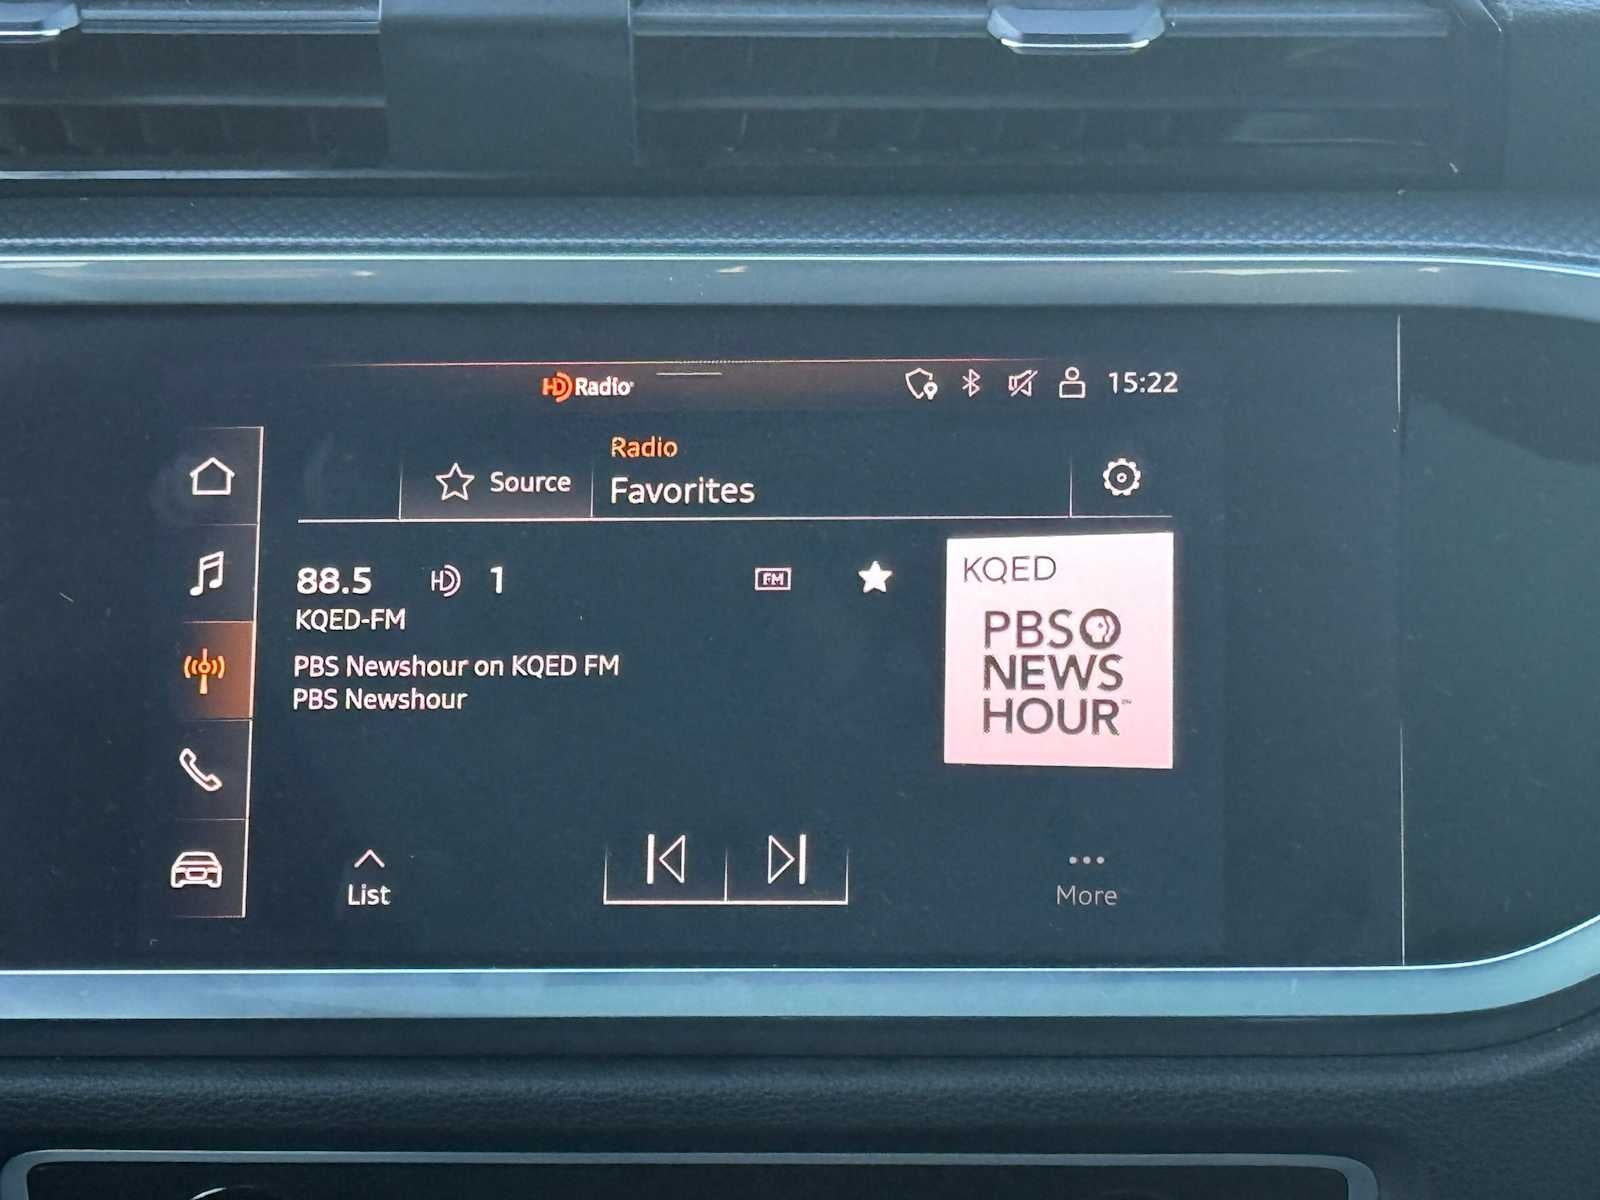 HD Radio
15:22
Source
Radio
Favorites
88.5 HD 1 FM
KQED-FM
PBS Newshour on KQED FM
PBS Newshour
KQED
PBS
NEWS
HOUR
List
More